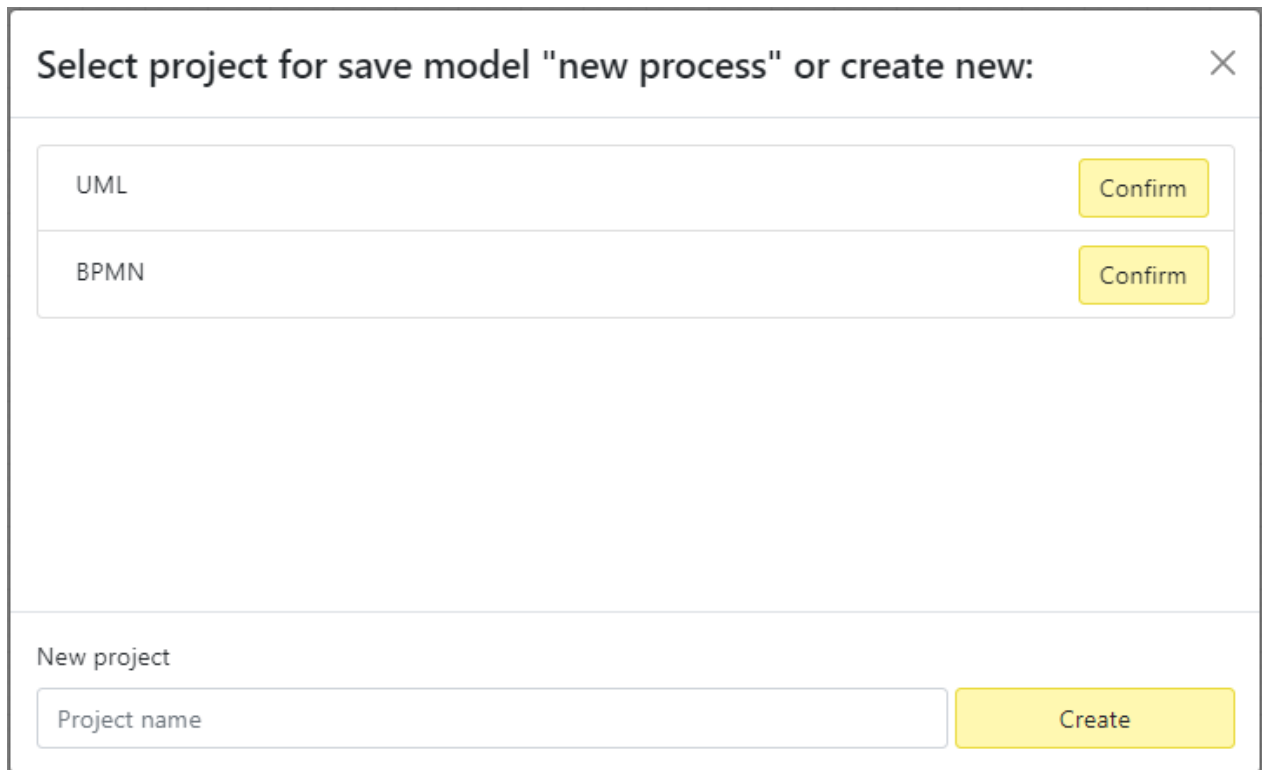 Select project for save model "new process" or create new:
UML
Confirm
BPMN
Confirm
New project
Project name
Create